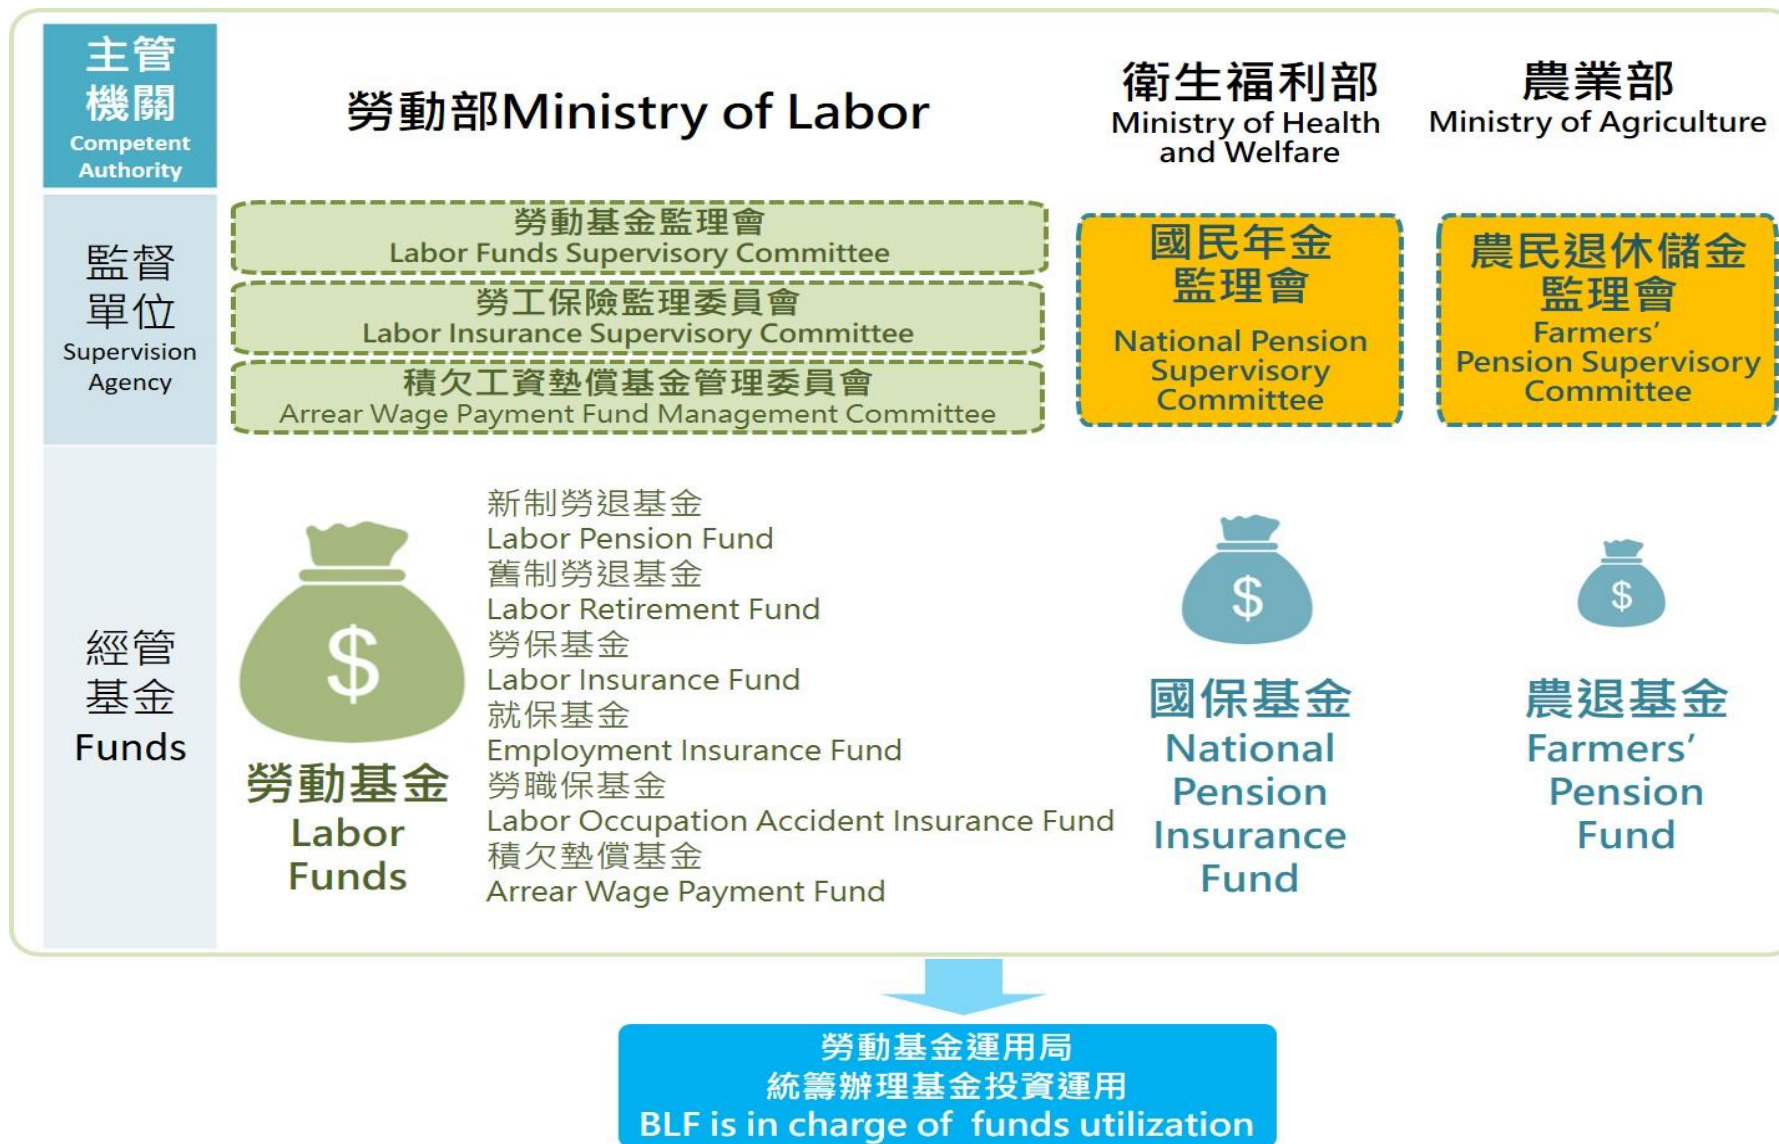 主管
機關
Competent
Authority
勞動部Ministry of Labor
衛生福利部
Ministry of Health
and Welfare
農業部
Ministry of Agriculture
監督
單位
Supervision
Agency
勞動基金監理會
Labor Funds Supervisory Committee
勞工保險監理委員會
Labor Insurance Supervisory Committee
積欠工資墊償基金管理委員會
Arrear Wage Payment Fund Management Committee
國民年金
監理會
National Pension
Supervisory
Committee
農民退休儲金
監理會
Farmers’
Pension Supervisory
Committee
經管
基金
Funds
$
勞動基金
Labor
Funds
新制勞退基金
Labor Pension Fund
舊制勞退基金
Labor Retirement Fund
勞保基金
Labor Insurance Fund
就保基金
Employment Insurance Fund
勞職保基金
Labor Occupation Accident Insurance Fund
積欠墊償基金
Arrear Wage Payment Fund
$
國保基金
National
Pension
Insurance
Fund
$
農退基金
Farmers’
Pension
Fund
勞動基金運用局
統籌辦理基金投資運用
BLF is in charge of funds utilization